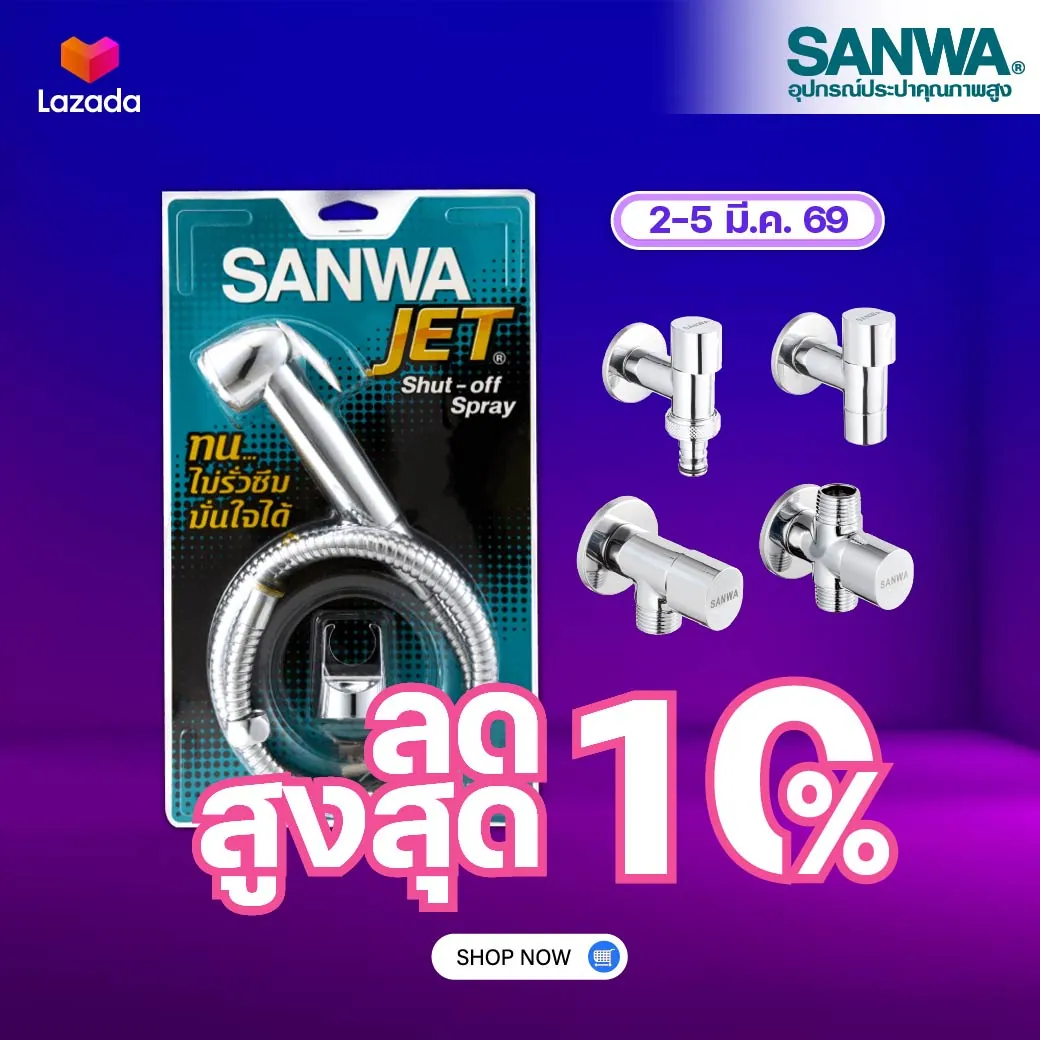 Lazada
SANWA®
อุปกรณ์ประปาคุณภาพสูง
2-5 มี.ค. 69
SANWA
JET®
Shut-off
Spray
ทน...
ไม่รั่วซึม
มั่นใจได้
SANWA
SANWA
SANWA
SANWA
ลด
สูงสุด 10%
SHOP NOW